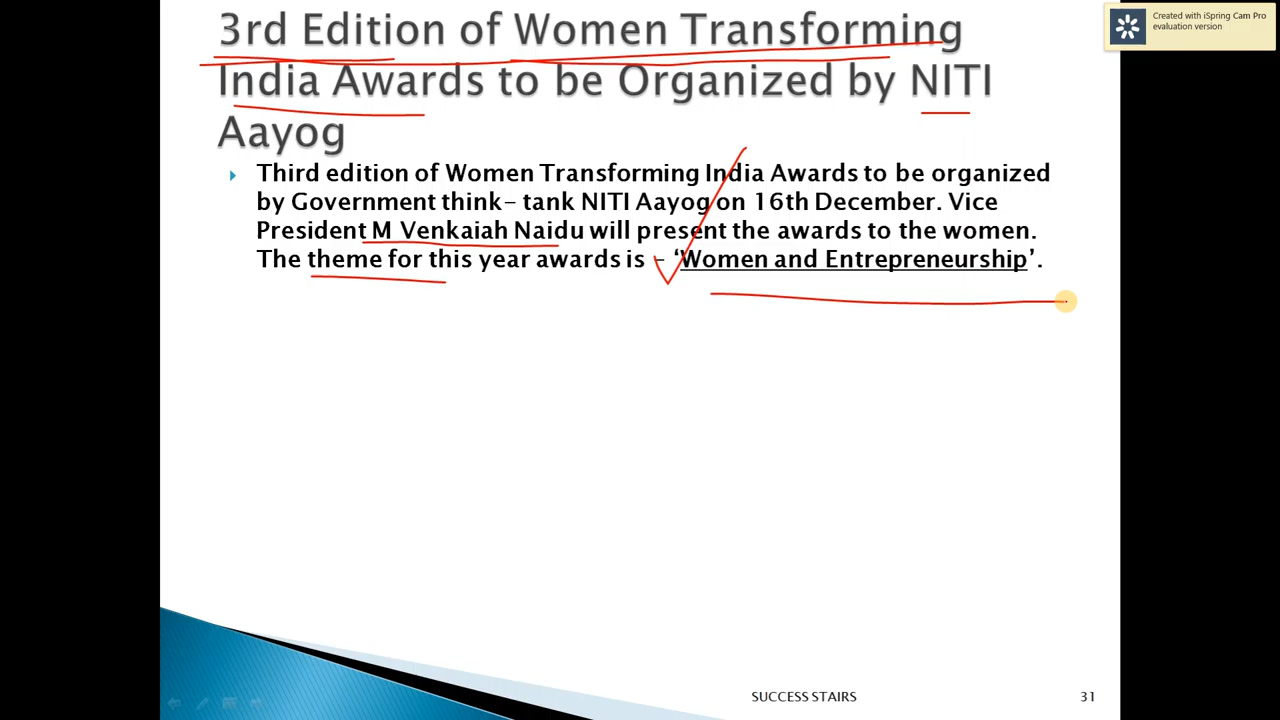 3rd Edition of Women Transforming
India Awards to be Organized by NITI
Aayog
Third edition of Women Transforming India Awards to be organized
by Government think- tank NITI Aayog on 16th December. Vice
President M Venkaiah Naidu will present the awards to the women.
The theme for this year awards is - ‘Women and Entrepreneurship’.
SUCCESS STAIRS
31
Created with iSpring Cam Pro
evaluation version